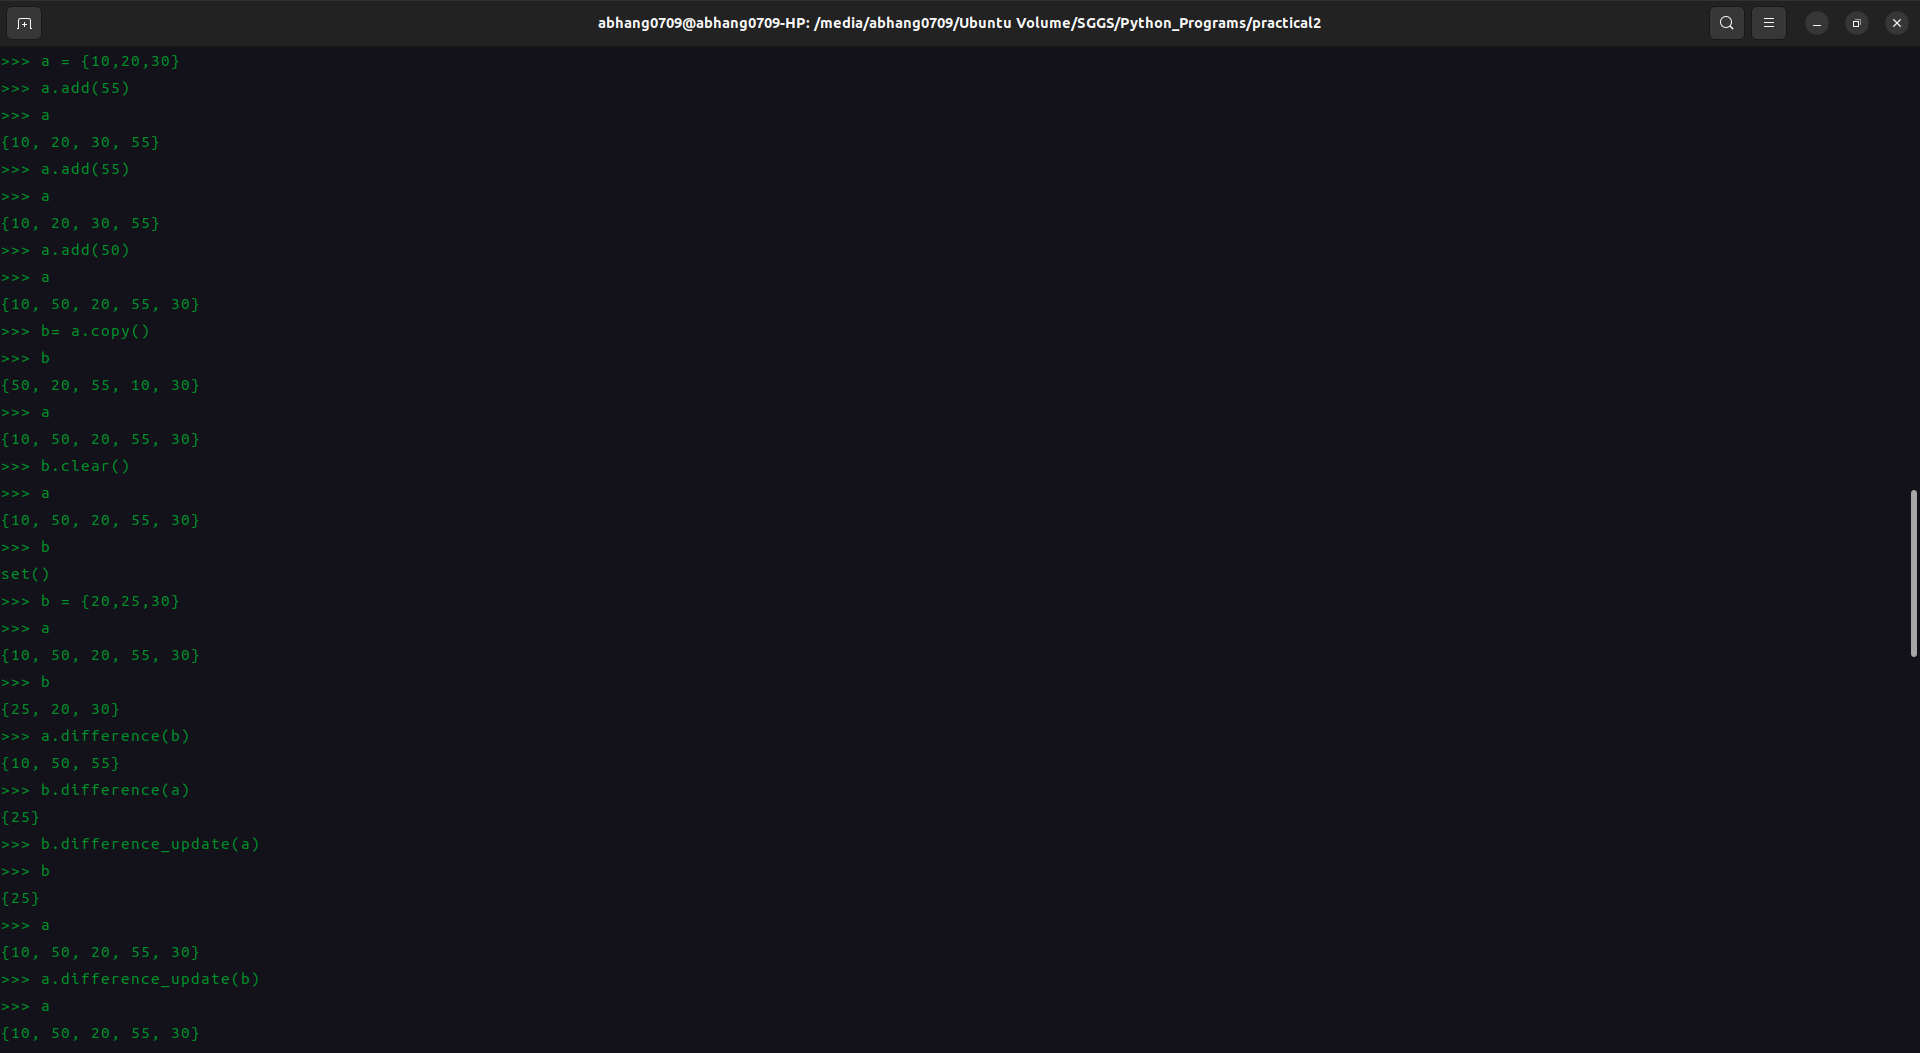 abhang0709@abhang0709-HP: /media/abhang0709/Ubuntu Volume/SGGS/Python_Programs/practical2
>>> a = {10,20,30}
>>> a.add(55)
>>> a
{10, 20, 30, 55}
>>> a.add(55)
>>> a
{10, 20, 30, 55}
>>> a.add(50)
>>> a
{10, 50, 20, 55, 30}
>>> b= a.copy()
>>> b
{50, 20, 55, 10, 30}
>>> a
{10, 50, 20, 55, 30}
>>> b.clear()
>>> a
{10, 50, 20, 55, 30}
>>> b
set()
>>> b = {20,25,30}
>>> a
{10, 50, 20, 55, 30}
>>> b
{25, 20, 30}
>>> a.difference(b)
{10, 50, 55}
>>> b.difference(a)
{25}
>>> b.difference_update(a)
>>> b
{25}
>>> a
{10, 50, 20, 55, 30}
>>> a.difference_update(b)
>>> a
{10, 50, 20, 55, 30}